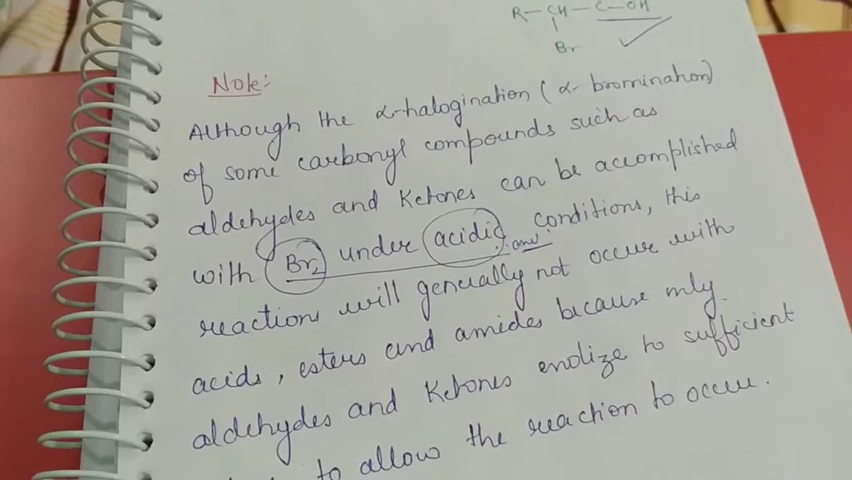 R-CH-C-OH
Br
Note:-
Although the α-halogination (α-bromination)
of some carbonyl compounds such as
aldehydes and Ketones can be accomplished
with Br2 under acidic conditions, this
reactions will generally not occur with
acids, esters and amides because only
aldehydes and Ketones enolize to sufficient
to allow the reaction to occur.